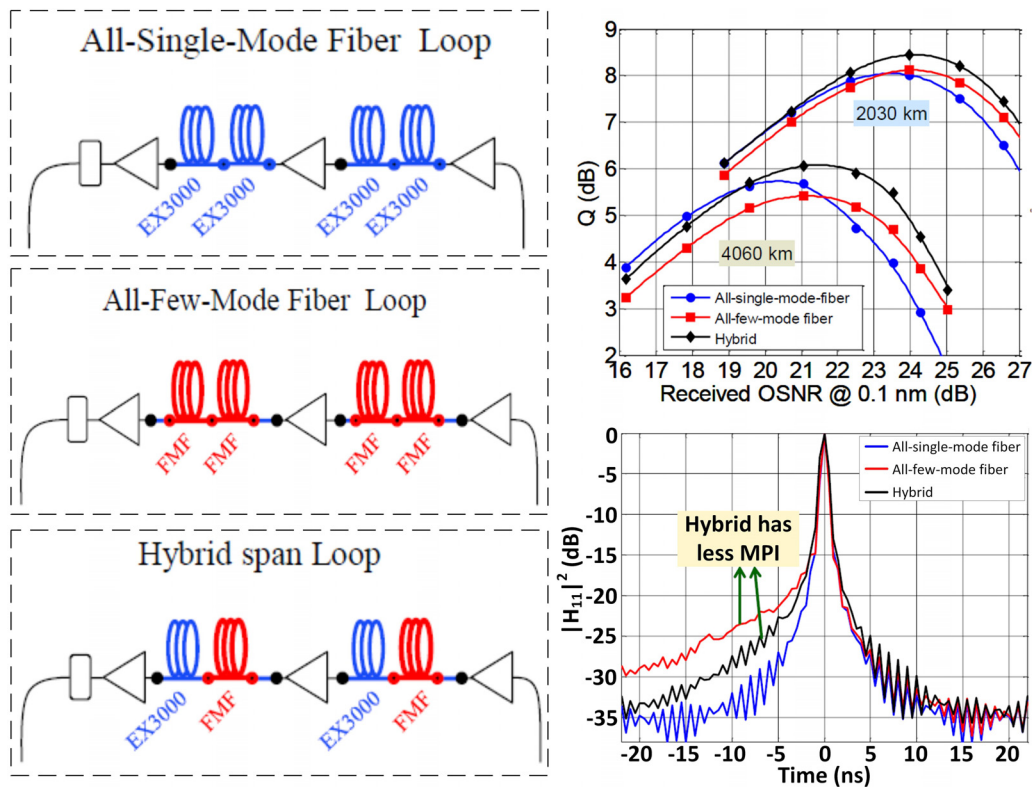 All-Single-Mode Fiber Loop
EX3000
EX3000
EX3000
EX3000
All-Few-Mode Fiber Loop
FMF
FMF
FMF
FMF
Hybrid span Loop
EX3000
FMF
EX3000
FMF
Q (dB)
9
8
7
6
5
4
3
2
2030 km
4060 km
All-single-mode-fiber
All-few-mode fiber
Hybrid
16 17 18 19 20 21 22 23 24 25 26 27
Received OSNR @ 0.1 nm (dB)
|H₁₁|² (dB)
0
-5
-10
-15
-20
-25
-30
-35
All-single-mode fiber
All-few-mode fiber
Hybrid
Hybrid has
less MPI
-20 -15 -10 -5 0 5 10 15 20
Time (ns)